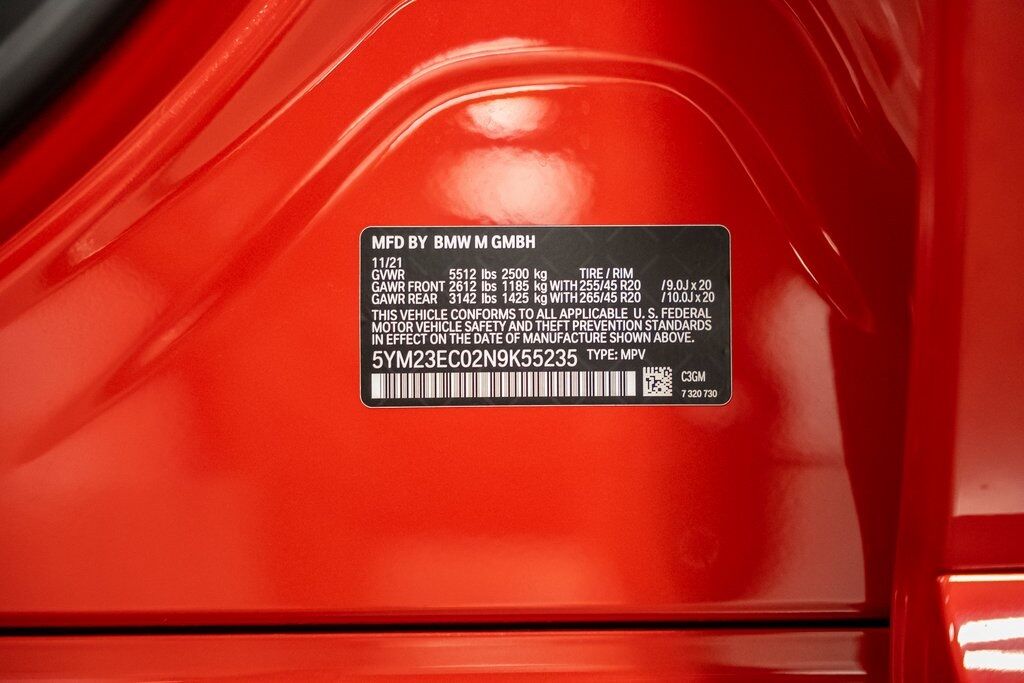 MFD BY BMW M GMBH
11/21
GVWR 5512 lbs 2500 kg TIRE / RIM
GAWR FRONT 2612 lbs 1185 kg WITH 255/45 R20 / 9.0J x 20
GAWR REAR 3142 lbs 1425 kg WITH 265/45 R20 / 10.0J x 20
THIS VEHICLE CONFORMS TO ALL APPLICABLE U. S. FEDERAL
MOTOR VEHICLE SAFETY AND THEFT PREVENTION STANDARDS
IN EFFECT ON THE DATE OF MANUFACTURE SHOWN ABOVE.
5YM23EC02N9K55235 TYPE: MPV
C3GM
7 320 730